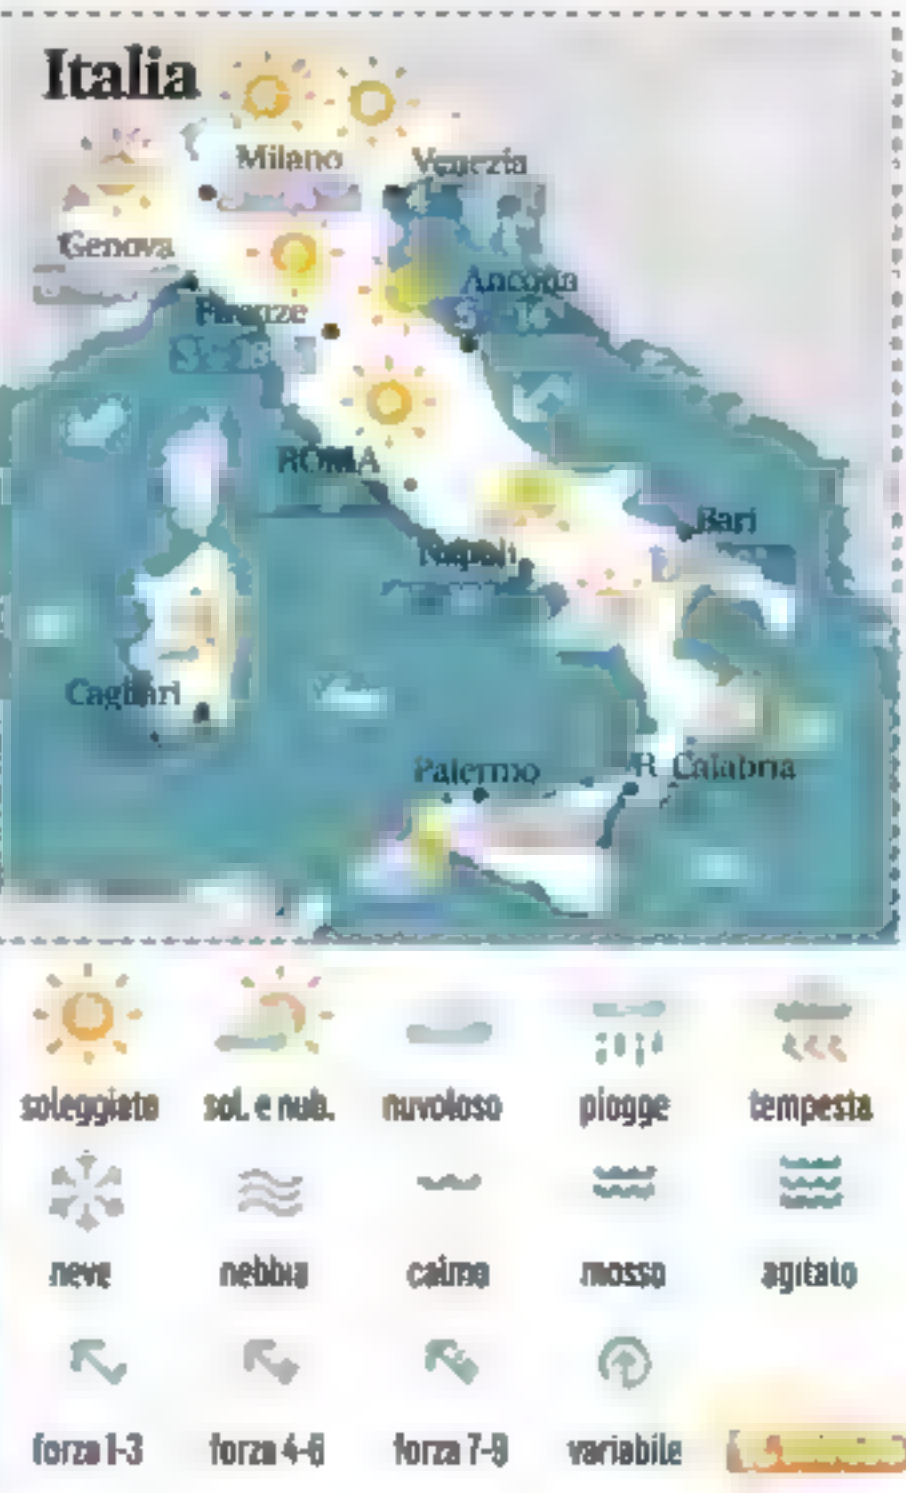 Italia
Milano
Venezia
Genova
Ancona
Firenze
ROMA
Bari
Napoli
Cagliari
Palermo
R. Calabria
soleggiato
sol. e nub.
nuvoloso
piogge
tempesta
neve
nebbia
calmo
mosso
agitato
forza 1-3
forza 4-6
forza 7-9
variabile